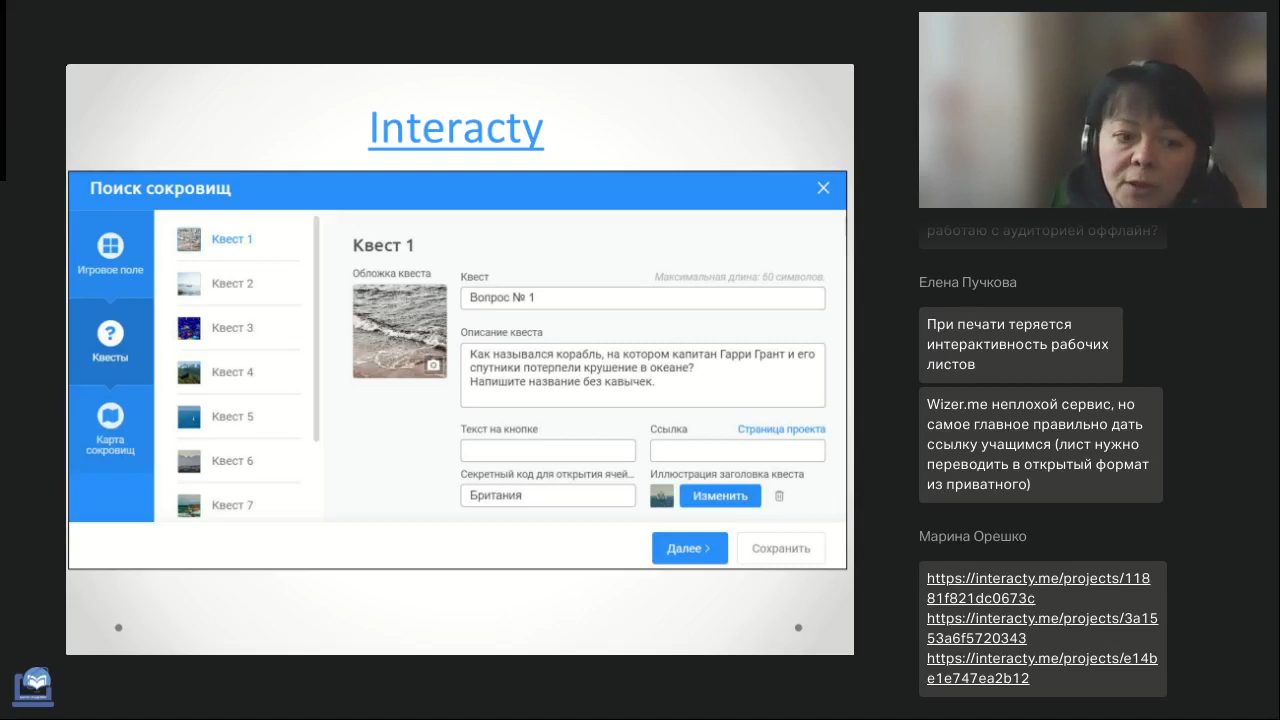 Interacty
Поиск сокровищ
Игровое поле
Квесты
Карта
сокровищ
Квест 1
Квест 2
Квест 3
Квест 4
Квест 5
Квест 6
Квест 7
Квест 1
Обложка квеста
Квест
Максимальная длина: 60 символов.
Вопрос № 1
Описание квеста
Как назывался корабль, на котором капитан Гарри Грант и его
спутники потерпели крушение в океане?
Напишите название без кавычек.
Текст на кнопке
Ссылка
Страница проекта
Секретный код для открытия ячей...
Иллюстрация заголовка квеста
Британия
Изменить
Далее
Сохранить
работаю с аудиторией оффлайн?
Елена Пучкова
При печати теряется
интерактивность рабочих
листов
Wizer.me неплохой сервис, но
самое главное правильно дать
ссылку учащимся (лист нужно
переводить в открытый формат
из приватного)
Марина Орешко
https://interacty.me/projects/118
81f821dc0673c
https://interacty.me/projects/3a15
53a6f5720343
https://interacty.me/projects/e14b
e1e747ea2b12